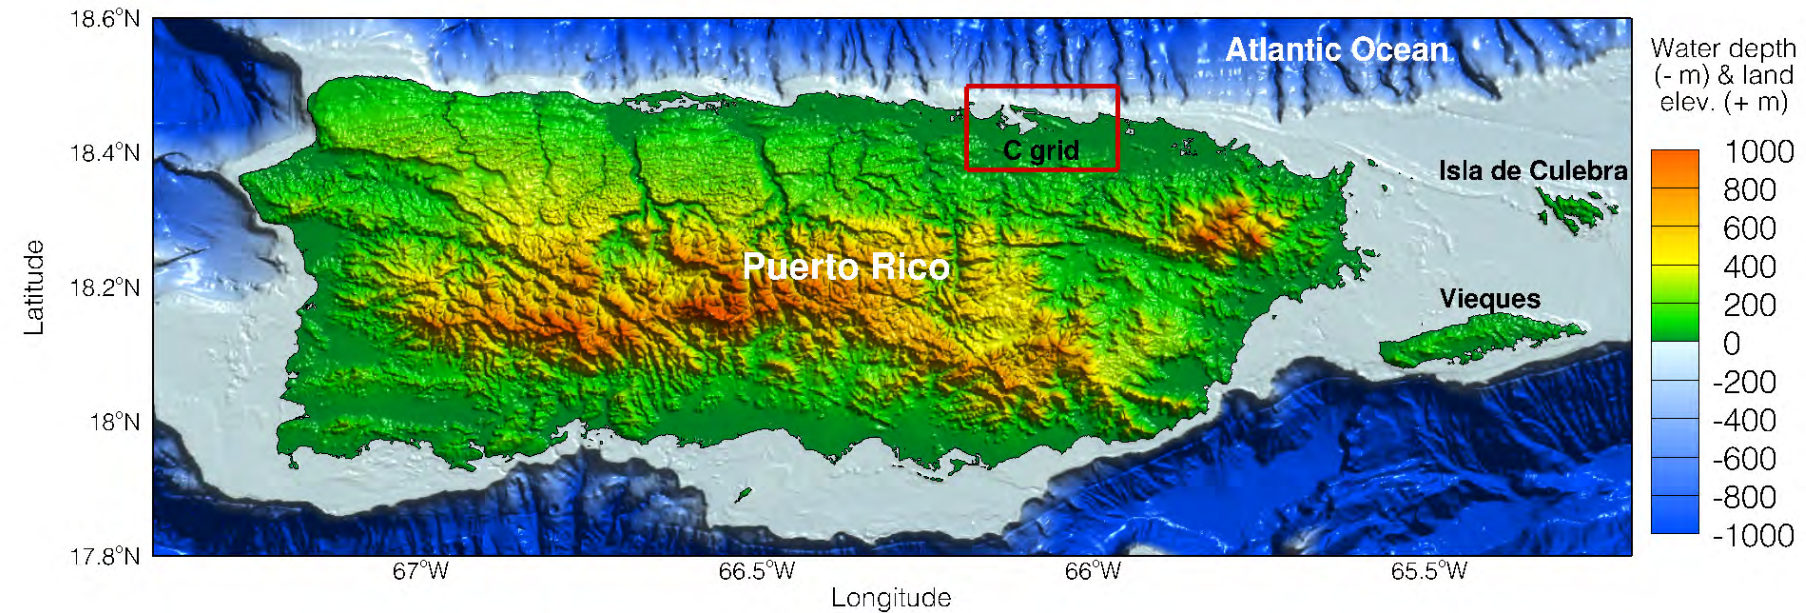 18.6°N
Atlantic Ocean
Water depth
(- m) & land
elev. (+ m)
18.4°N
C grid
1000
Isla de Culebra
800
600
Latitude
Puerto Rico
400
18.2°N
Vieques
200
0
-200
18°N
-400
-600
-800
17.8°N
-1000
67°W
66.5°W
66°W
65.5°W
Longitude